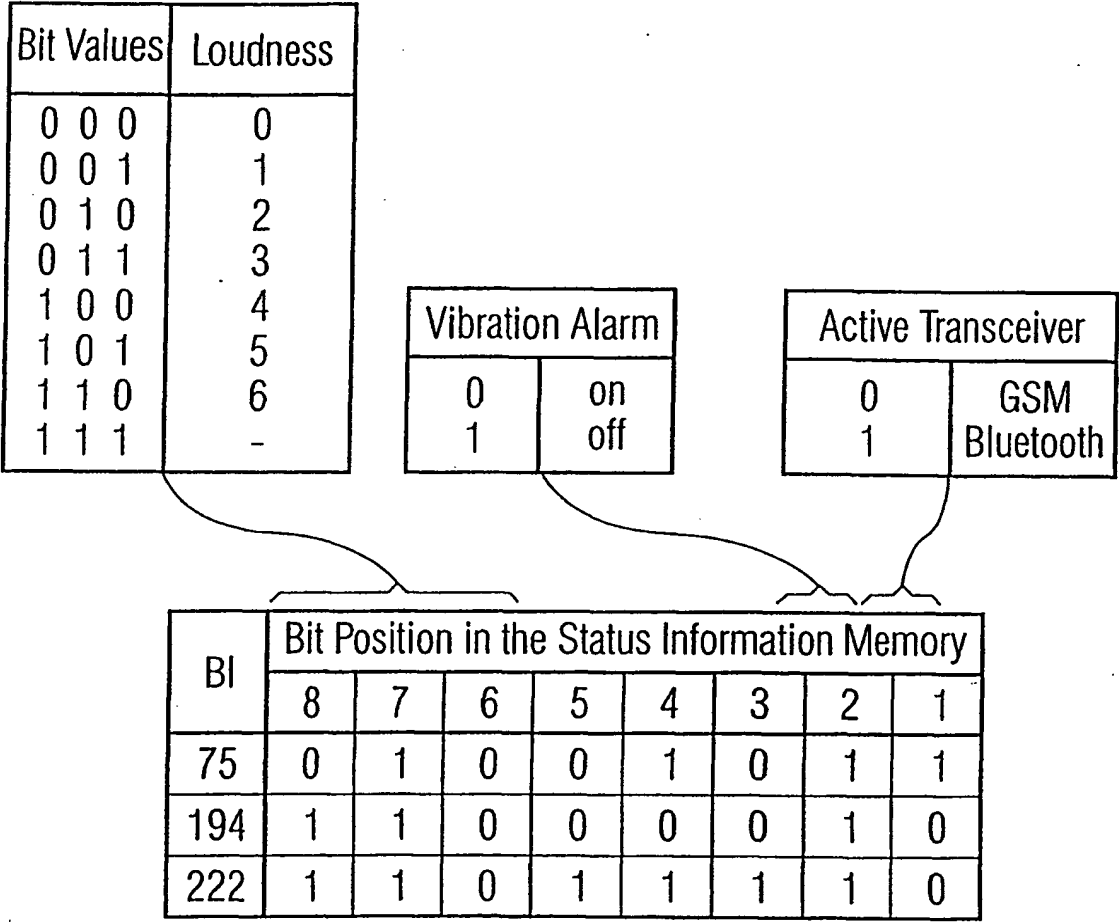 Bit Values Loudness
0 0 0 0
0 0 1 1
0 1 0 2
0 1 1 3
1 0 0 4
1 0 1 5
1 1 0 6
1 1 1 -
Vibration Alarm
0 on
1 off
Active Transceiver
0 GSM
1 Bluetooth
BI Bit Position in the Status Information Memory
8 7 6 5 4 3 2 1
75 0 1 0 0 1 0 1 1
194 1 1 0 0 0 0 1 0
222 1 1 0 1 1 1 1 0